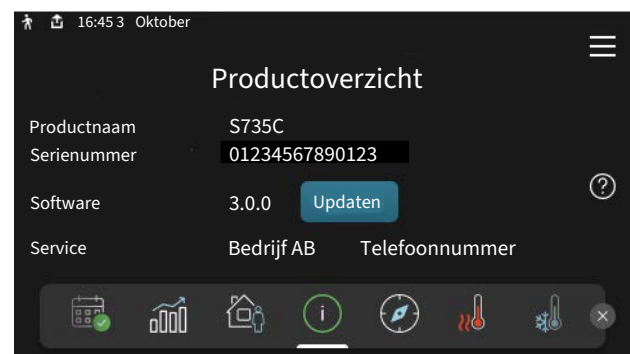 16:45 3 Oktober
Productoverzicht
Productnaam S735C
Serienummer 01234567890123
Software 3.0.0 Updaten
Service Bedrijf AB Telefoonnummer